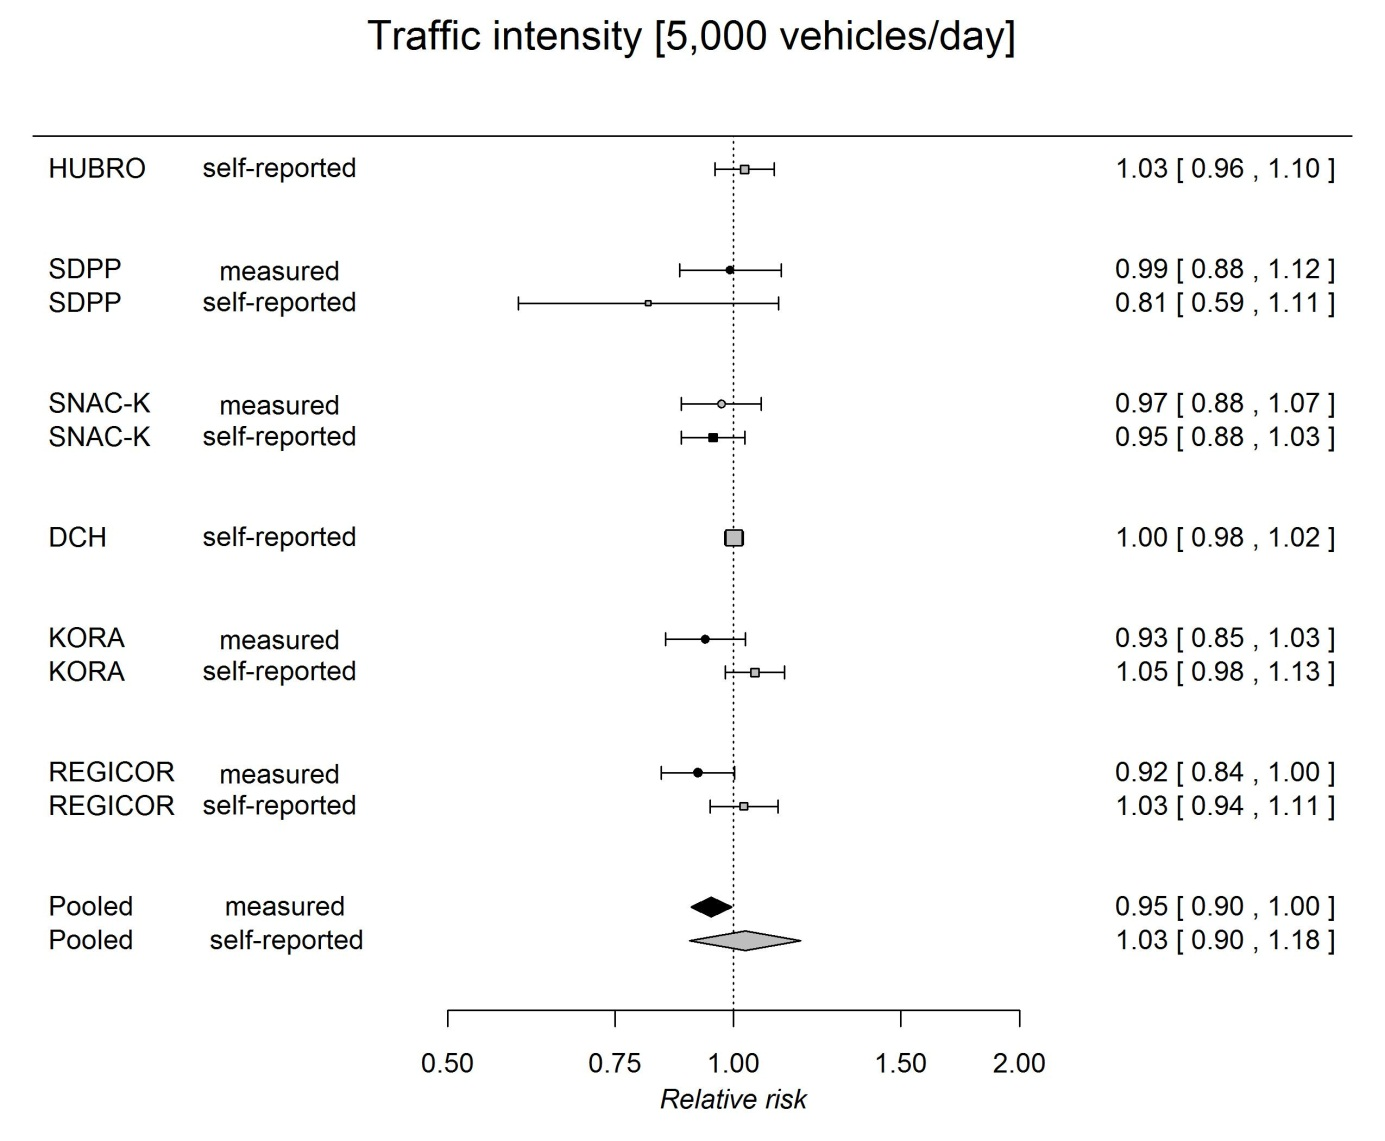 Traffic intensity [5,000 vehicles/day]
HUBRO self-reported 1.03 [ 0.96 , 1.10 ]
SDPP measured 0.99 [ 0.88 , 1.12 ]
SDPP self-reported 0.81 [ 0.59 , 1.11 ]
SNAC-K measured 0.97 [ 0.88 , 1.07 ]
SNAC-K self-reported 0.95 [ 0.88 , 1.03 ]
DCH self-reported 1.00 [ 0.98 , 1.02 ]
KORA measured 0.93 [ 0.85 , 1.03 ]
KORA self-reported 1.05 [ 0.98 , 1.13 ]
REGICOR measured 0.92 [ 0.84 , 1.00 ]
REGICOR self-reported 1.03 [ 0.94 , 1.11 ]
Pooled measured 0.95 [ 0.90 , 1.00 ]
Pooled self-reported 1.03 [ 0.90 , 1.18 ]
0.50 0.75 1.00 1.50 2.00
Relative risk